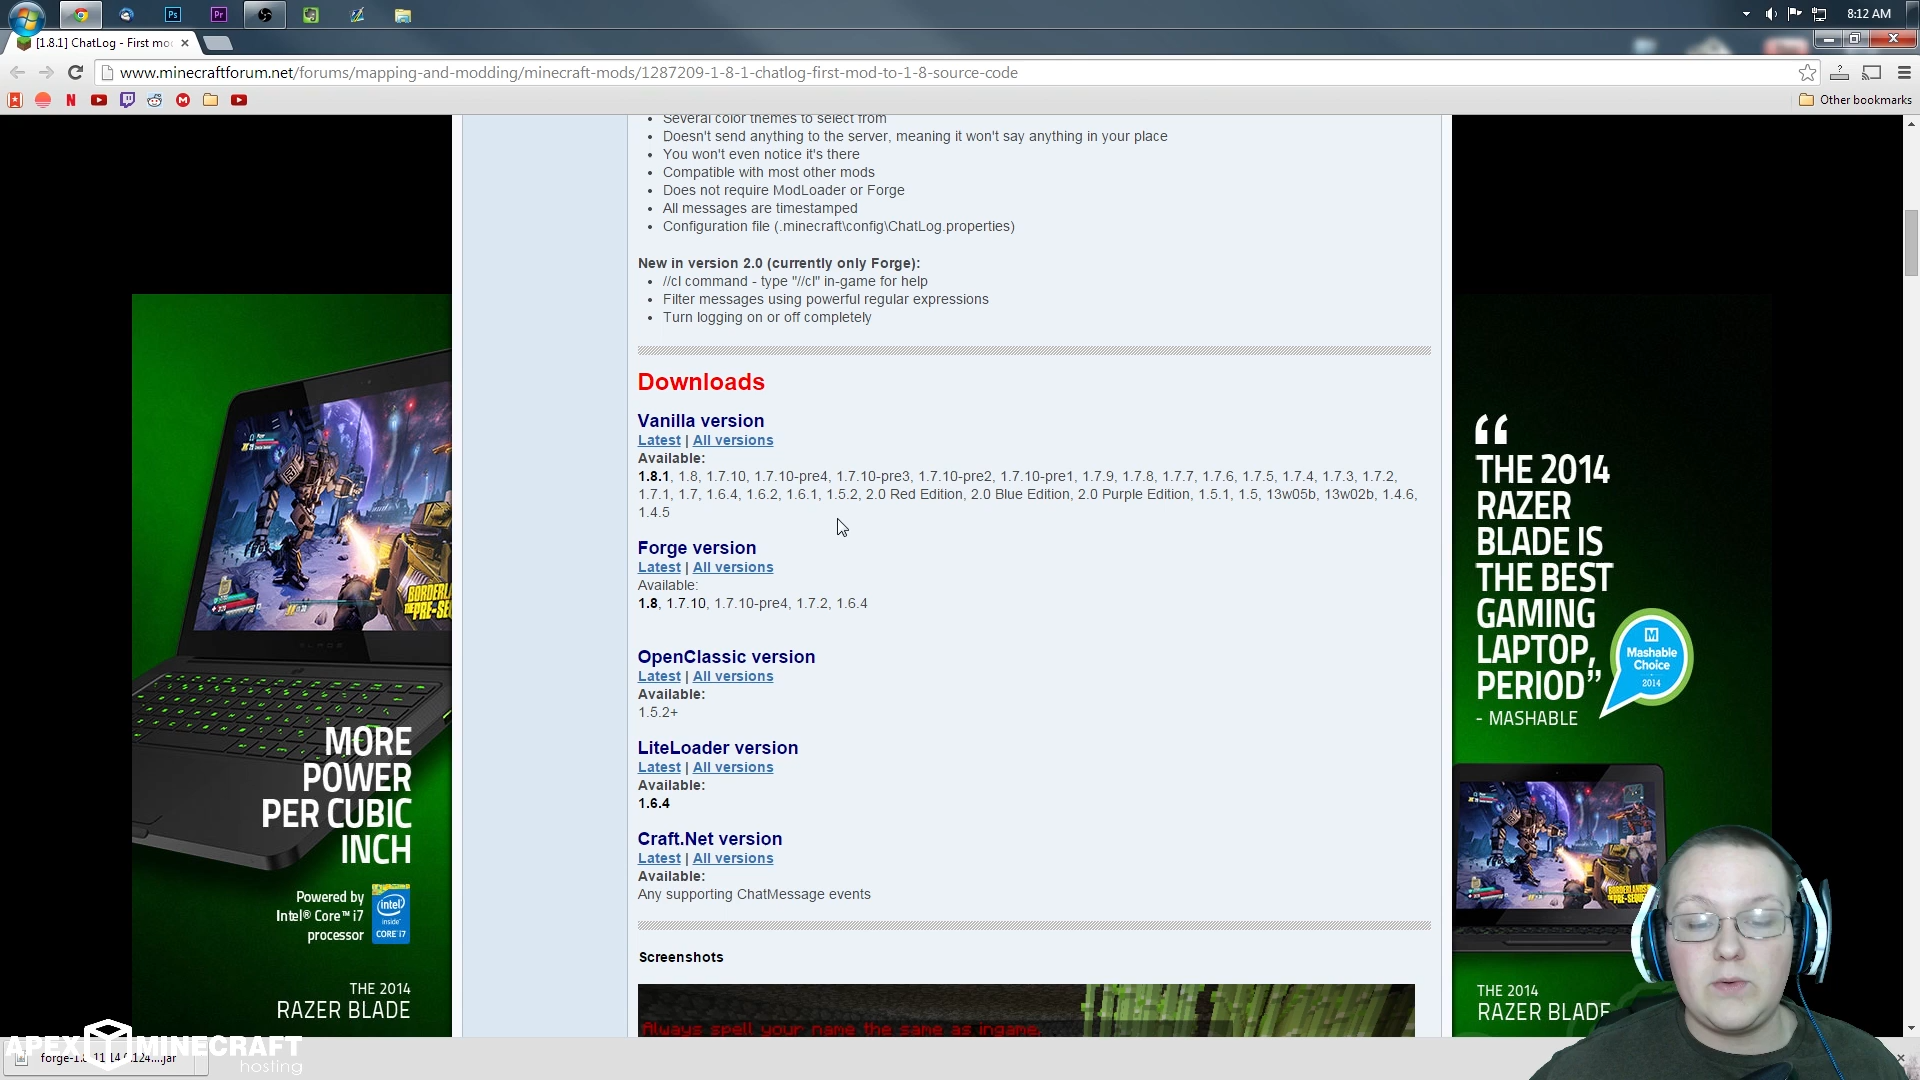 8:12 AM
[1.8.1] ChatLog - First mo
www.minecraftforum.net/forums/mapping-and-modding/minecraft-mods/1287209-1-8-1-chatlog-first-mod-to-1-8-source-code
Other bookmarks
Several color themes to select from
Doesn't send anything to the server, meaning it won't say anything in your place
You won't even notice it's there
Compatible with most other mods
Does not require ModLoader or Forge
All messages are timestamped
Configuration file (.minecraft\config\ChatLog.properties)
New in version 2.0 (currently only Forge):
//cl command - type "//cl" in-game for help
Filter messages using powerful regular expressions
Turn logging on or off completely
Downloads
Vanilla version
Latest | All versions
Available:
1.8.1, 1.8, 1.7.10, 1.7.10-pre4, 1.7.10-pre3, 1.7.10-pre2, 1.7.10-pre1, 1.7.9, 1.7.8, 1.7.7, 1.7.6, 1.7.5, 1.7.4, 1.7.3, 1.7.2,
1.7.1, 1.7, 1.6.4, 1.6.2, 1.6.1, 1.5.2, 2.0 Red Edition, 2.0 Blue Edition, 2.0 Purple Edition, 1.5.1, 1.5, 13w05b, 13w02b, 1.4.6,
1.4.5
Forge version
Latest | All versions
Available:
1.8, 1.7.10, 1.7.10-pre4, 1.7.2, 1.6.4
OpenClassic version
Latest | All versions
Available:
1.5.2+
LiteLoader version
Latest | All versions
Available:
1.6.4
Craft.Net version
Latest | All versions
Available:
Any supporting ChatMessage events
Screenshots
Always spell your name the same as ingame.
MORE
POWER
PER CUBIC
INCH
Powered by
Intel® Core™ i7
processor
intel
inside
CORE i7
THE 2014
RAZER BLADE
“
THE 2014
RAZER
BLADE IS
THE BEST
GAMING
LAPTOP,
PERIOD”
- MASHABLE
M
Mashable
Choice
2014
THE 2014
RAZER BLADE
APEX MINECRAFT
hosting